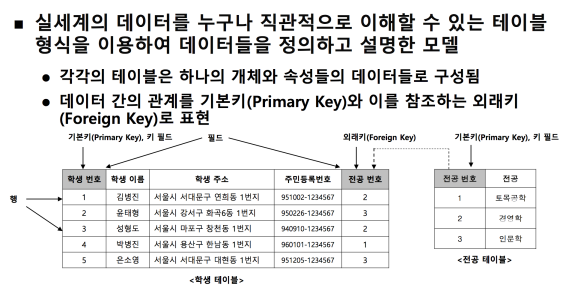 ■ 실세계의 데이터를 누구나 직관적으로 이해할 수 있는 테이블
형식을 이용하여 데이터들을 정의하고 설명한 모델
● 각각의 테이블은 하나의 개체와 속성들의 데이터들로 구성됨
● 데이터 간의 관계를 기본키(Primary Key)와 이를 참조하는 외래키
(Foreign Key)로 표현
기본키(Primary Key), 키 필드 필드 외래키(Foreign Key) 기본키(Primary Key), 키 필드
행
학생 번호 학생 이름 학생 주소 주민등록번호 전공 번호
1 김병진 서울시 서대문구 연희동 1번지 951002-1234567 2
2 윤태형 서울시 강서구 화곡6동 1번지 950226-1234567 3
3 성형도 서울시 마포구 창천동 1번지 940910-1234567 2
4 박병진 서울시 용산구 한남동 1번지 960101-1234567 1
5 은소영 서울시 서대문구 대현동 1번지 951205-1234567 3
<학생 테이블>
전공 번호 전공
1 토목공학
2 경영학
3 인문학
<전공 테이블>